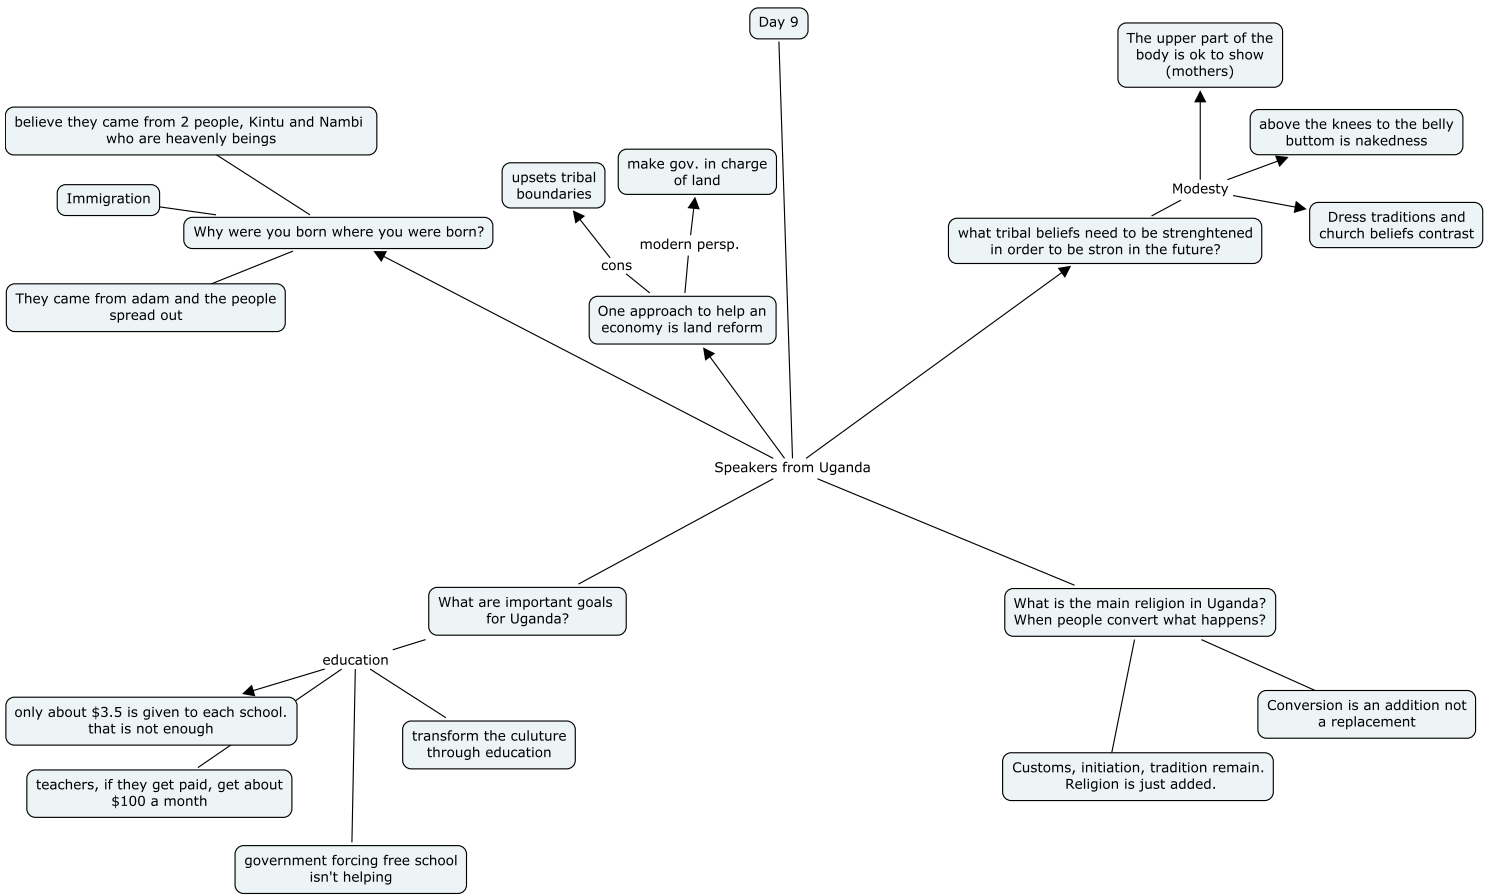 Day 9
The upper part of the
body is ok to show
(mothers)
believe they came from 2 people, Kintu and Nambi
who are heavenly beings
above the knees to the belly
buttom is nakedness
upsets tribal
boundaries
make gov. in charge
of land
Immigration
Modesty
Why were you born where you were born?
Dress traditions and
church beliefs contrast
what tribal beliefs need to be strenghtened
in order to be stron in the future?
modern persp.
cons
They came from adam and the people
spread out
One approach to help an
economy is land reform
Speakers from Uganda
What are important goals
for Uganda?
What is the main religion in Uganda?
When people convert what happens?
education
only about $3.5 is given to each school.
that is not enough
transform the culuture
through education
Conversion is an addition not
a replacement
teachers, if they get paid, get about
$100 a month
Customs, initiation, tradition remain.
Religion is just added.
government forcing free school
isn't helping